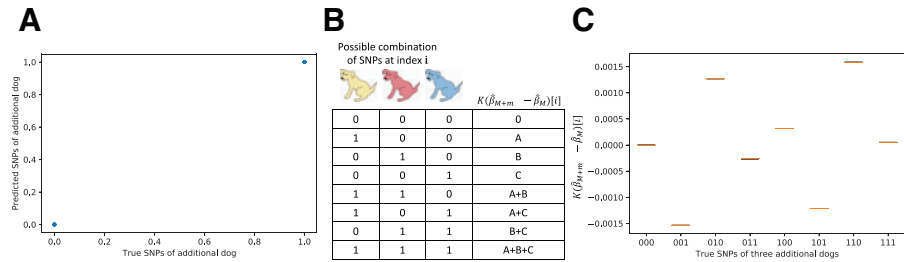 A
Predicted SNPs of additional dog
1,0
0,8
0,6
0,4
0,2
0,0
0.0 0.2 0.4 0.6 0.8 1.0
True SNPs of additional dog
B
Possible combination
of SNPs at index i
K(β̂_{M+m} − β̂_M)[i]
0 0 0 0
1 0 0 A
0 1 0 B
0 0 1 C
1 1 0 A+B
1 0 1 A+C
0 1 1 B+C
1 1 1 A+B+C
C
K(β̂_{M+m} − β̂_M)[i]
0,0015
0,0010
0,0005
0,0000
−0,0005
−0,0010
−0,0015
000 001 010 011 100 101 110 111
True SNPs of three additional dogs